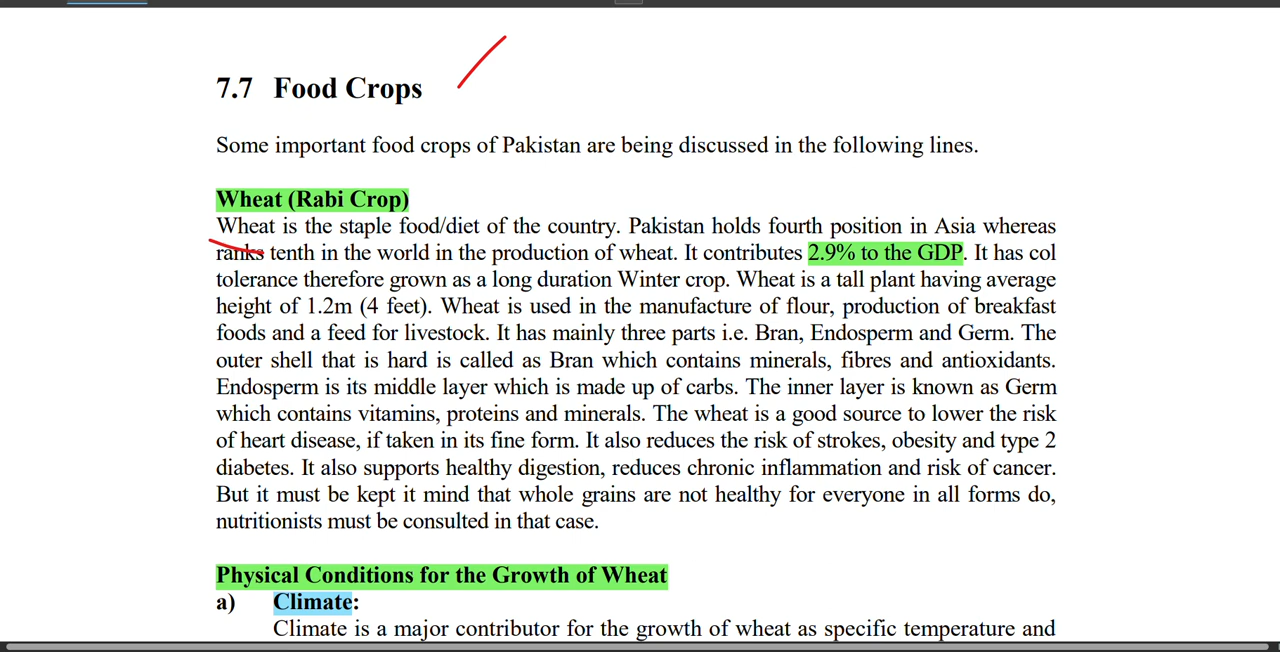 7.7 Food Crops
Some important food crops of Pakistan are being discussed in the following lines.
Wheat (Rabi Crop)
Wheat is the staple food/diet of the country. Pakistan holds fourth position in Asia whereas
ranks tenth in the world in the production of wheat. It contributes 2.9% to the GDP. It has col
tolerance therefore grown as a long duration Winter crop. Wheat is a tall plant having average
height of 1.2m (4 feet). Wheat is used in the manufacture of flour, production of breakfast
foods and a feed for livestock. It has mainly three parts i.e. Bran, Endosperm and Germ. The
outer shell that is hard is called as Bran which contains minerals, fibres and antioxidants.
Endosperm is its middle layer which is made up of carbs. The inner layer is known as Germ
which contains vitamins, proteins and minerals. The wheat is a good source to lower the risk
of heart disease, if taken in its fine form. It also reduces the risk of strokes, obesity and type 2
diabetes. It also supports healthy digestion, reduces chronic inflammation and risk of cancer.
But it must be kept it mind that whole grains are not healthy for everyone in all forms do,
nutritionists must be consulted in that case.
Physical Conditions for the Growth of Wheat
a) Climate:
Climate is a major contributor for the growth of wheat as specific temperature and